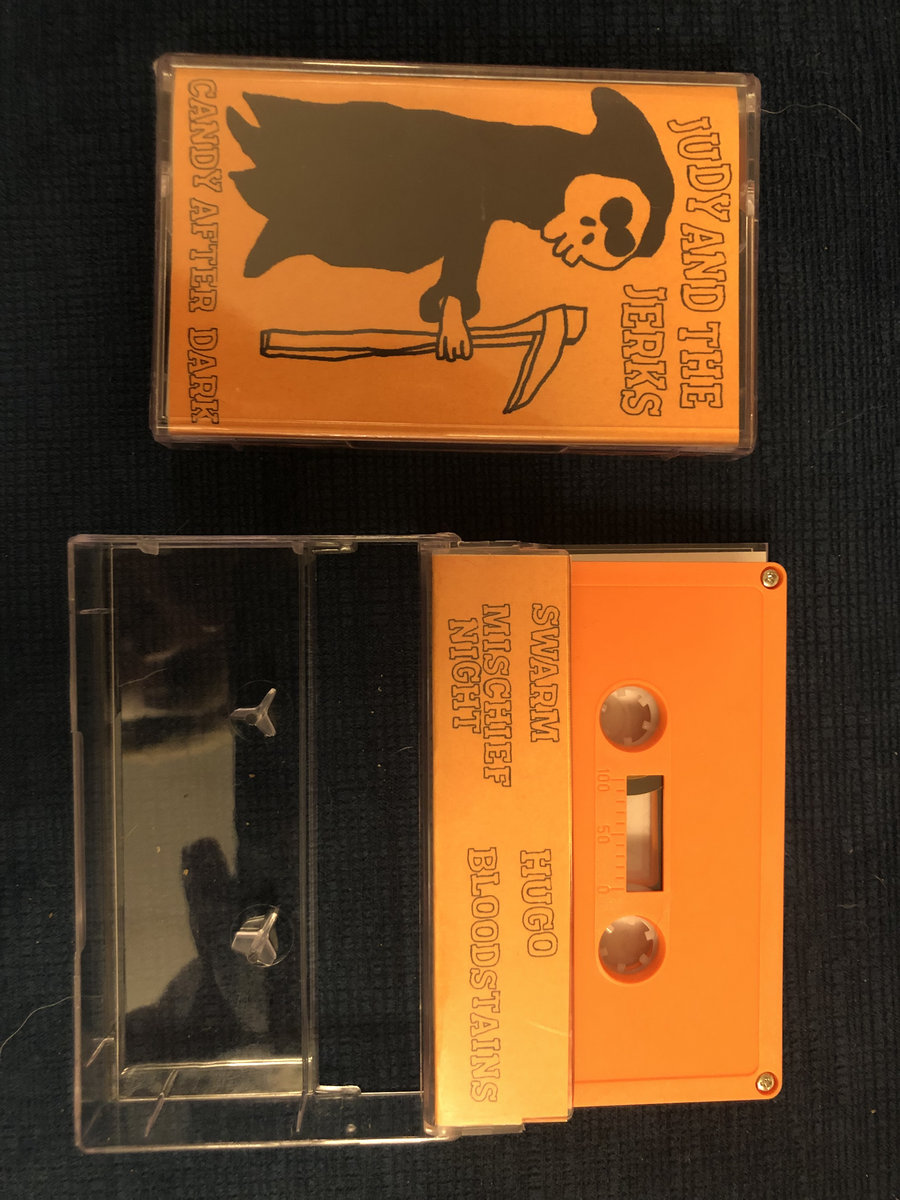 JUDY AND THE
JERKS
CANDY AFTER DARK
SWARM
MISCHIEF
NIGHT
HUGO
BLOODSTAINS
100 50 0